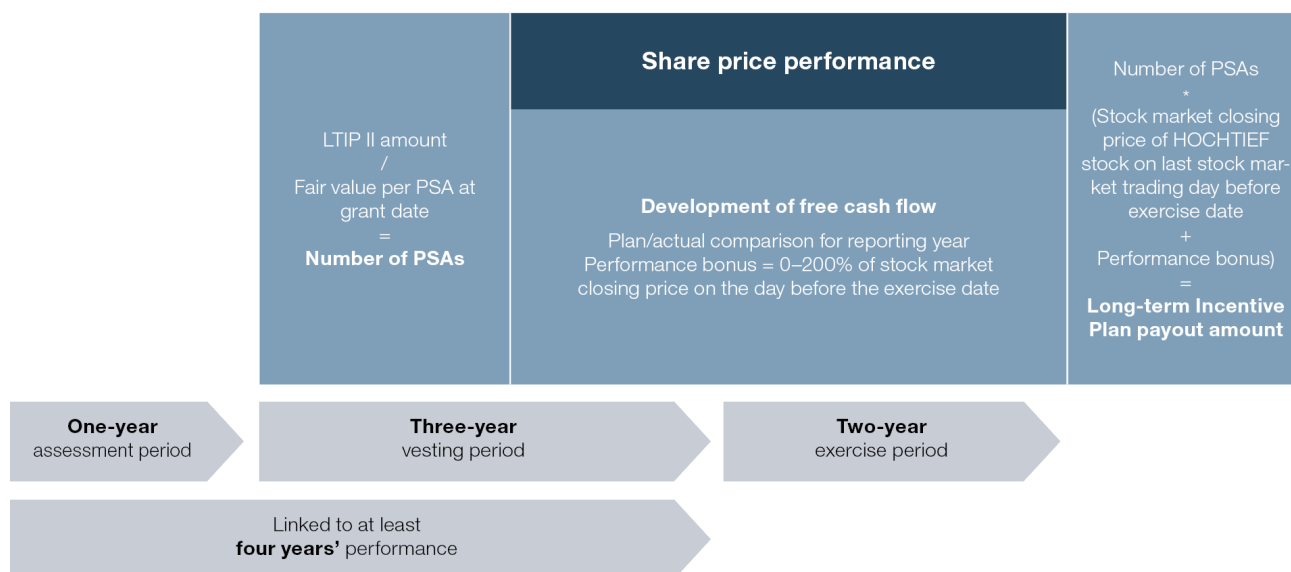 LTIP II amount
/
Fair value per PSA at
grant date
=
Number of PSAs
Share price performance
Development of free cash flow
Plan/actual comparison for reporting year
Performance bonus = 0–200% of stock market
closing price on the day before the exercise date
Number of PSAs
*
(Stock market closing
price of HOCHTIEF
stock on last stock mar-
ket trading day before
exercise date
+
Performance bonus)
=
Long-term Incentive
Plan payout amount
One-year
assessment period
Three-year
vesting period
Two-year
exercise period
Linked to at least
four years’ performance